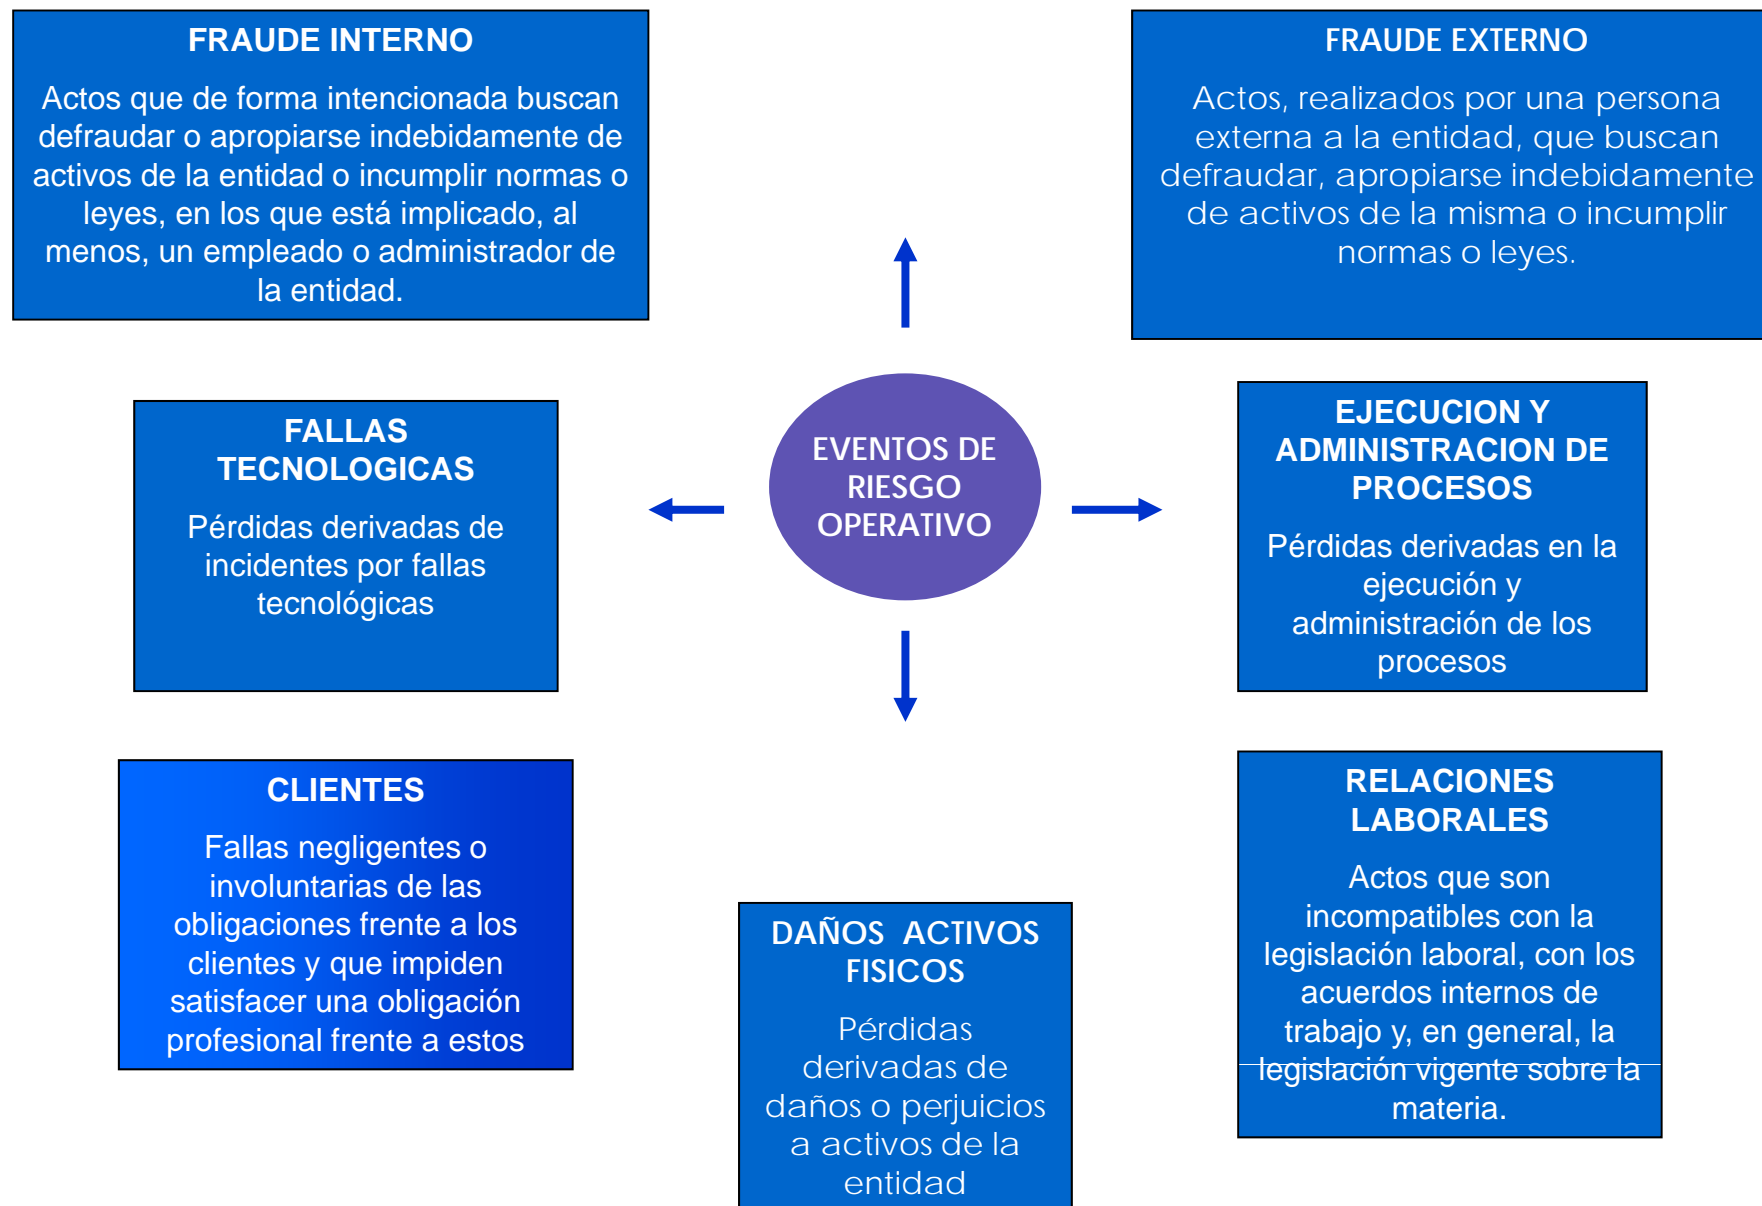 FRAUDE INTERNO
Actos que de forma intencionada buscan
defraudar o apropiarse indebidamente de
activos de la entidad o incumplir normas o
leyes, en los que está implicado, al
menos, un empleado o administrador de
la entidad.
FRAUDE EXTERNO
Actos, realizados por una persona
externa a la entidad, que buscan
defraudar, apropiarse indebidamente
de activos de la misma o incumplir
normas o leyes.
FALLAS
TECNOLOGICAS
Pérdidas derivadas de
incidentes por fallas
tecnológicas
EVENTOS DE
RIESGO
OPERATIVO
EJECUCION Y
ADMINISTRACION DE
PROCESOS
Pérdidas derivadas en la
ejecución y
administración de los
procesos
CLIENTES
Fallas negligentes o
involuntarias de las
obligaciones frente a los
clientes y que impiden
satisfacer una obligación
profesional frente a estos
DAÑOS  ACTIVOS
FISICOS
Pérdidas
derivadas de
daños o perjuicios
a activos de la
entidad
RELACIONES
LABORALES
Actos que son
incompatibles con la
legislación laboral, con los
acuerdos internos de
trabajo y, en general, la
legislación vigente sobre la
materia.